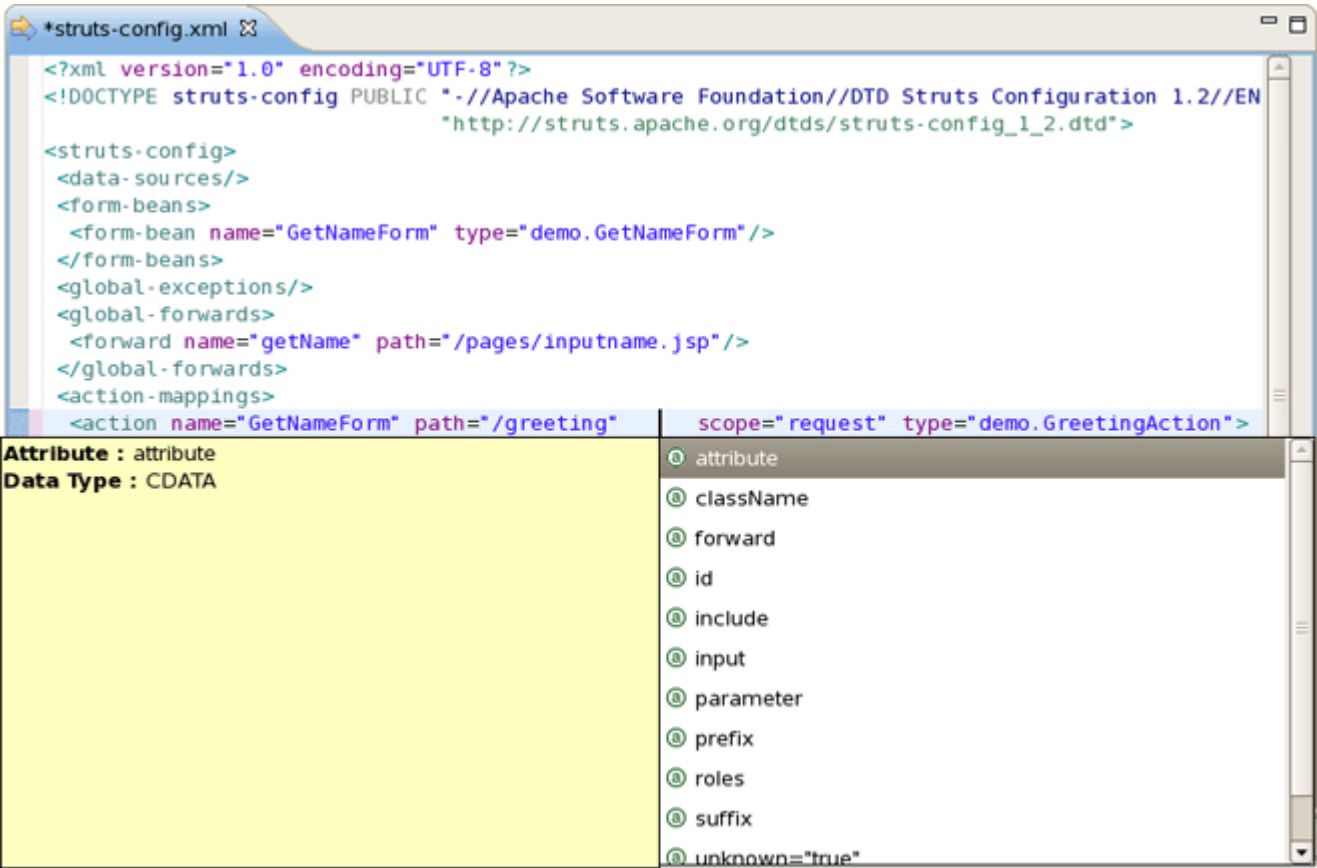 *struts-config.xml
<?xml version="1.0" encoding="UTF-8"?>
<!DOCTYPE struts-config PUBLIC "-//Apache Software Foundation//DTD Struts Configuration 1.2//EN
"http://struts.apache.org/dtds/struts-config_1_2.dtd">
<struts-config>
<data-sources/>
<form-beans>
<form-bean name="GetNameForm" type="demo.GetNameForm"/>
</form-beans>
<global-exceptions/>
<global-forwards>
<forward name="getName" path="/pages/inputname.jsp"/>
</global-forwards>
<action-mappings>
<action name="GetNameForm" path="/greeting" scope="request" type="demo.GreetingAction">
Attribute : attribute
Data Type : CDATA
attribute
className
forward
id
include
input
parameter
prefix
roles
suffix
unknown="true"